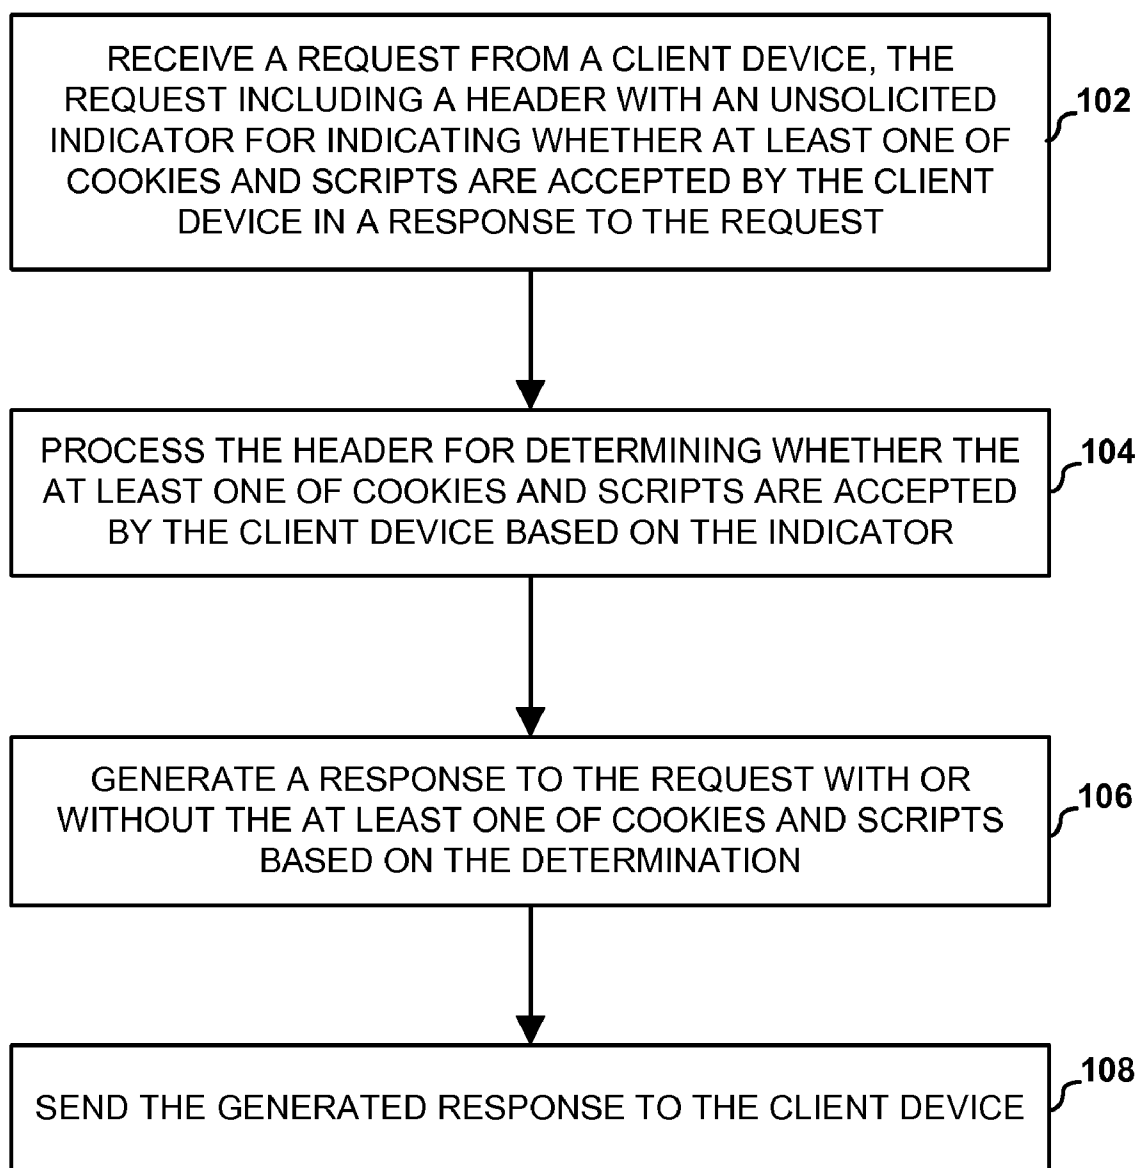 RECEIVE A REQUEST FROM A CLIENT DEVICE, THE
REQUEST INCLUDING A HEADER WITH AN UNSOLICITED
INDICATOR FOR INDICATING WHETHER AT LEAST ONE OF
COOKIES AND SCRIPTS ARE ACCEPTED BY THE CLIENT
DEVICE IN A RESPONSE TO THE REQUEST
102
PROCESS THE HEADER FOR DETERMINING WHETHER THE
AT LEAST ONE OF COOKIES AND SCRIPTS ARE ACCEPTED
BY THE CLIENT DEVICE BASED ON THE INDICATOR
104
GENERATE A RESPONSE TO THE REQUEST WITH OR
WITHOUT THE AT LEAST ONE OF COOKIES AND SCRIPTS
BASED ON THE DETERMINATION
106
SEND THE GENERATED RESPONSE TO THE CLIENT DEVICE
108